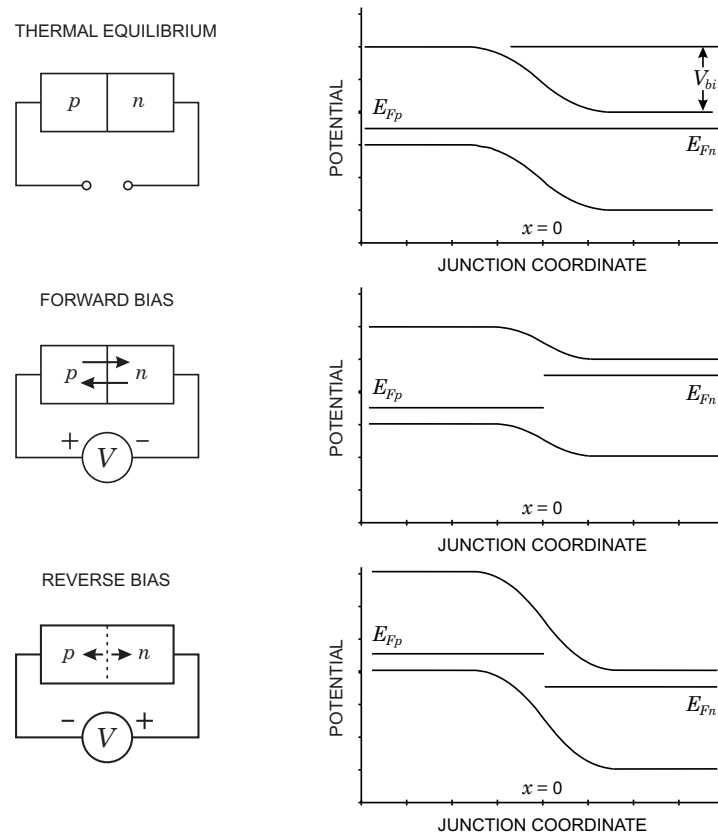 THERMAL EQUILIBRIUM
p n
POTENTIAL
V_bi
E_Fp
E_Fn
x = 0
JUNCTION COORDINATE
FORWARD BIAS
p n
+ V −
POTENTIAL
E_Fp
E_Fn
x = 0
JUNCTION COORDINATE
REVERSE BIAS
p n
− V +
POTENTIAL
E_Fp
E_Fn
x = 0
JUNCTION COORDINATE